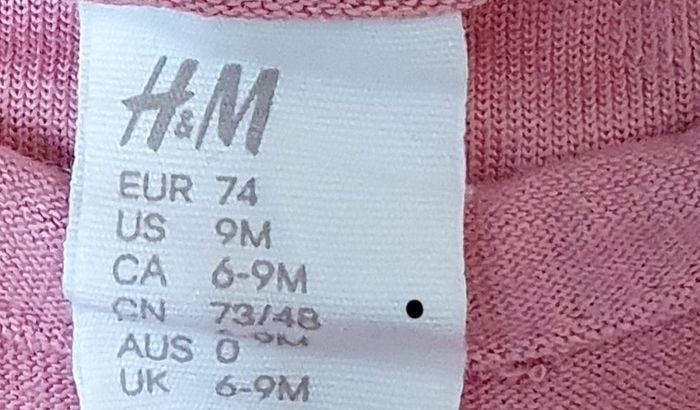 H&M
EUR 74
US 9M
CA 6-9M
CN 73/48
AUS 0
UK 6-9M